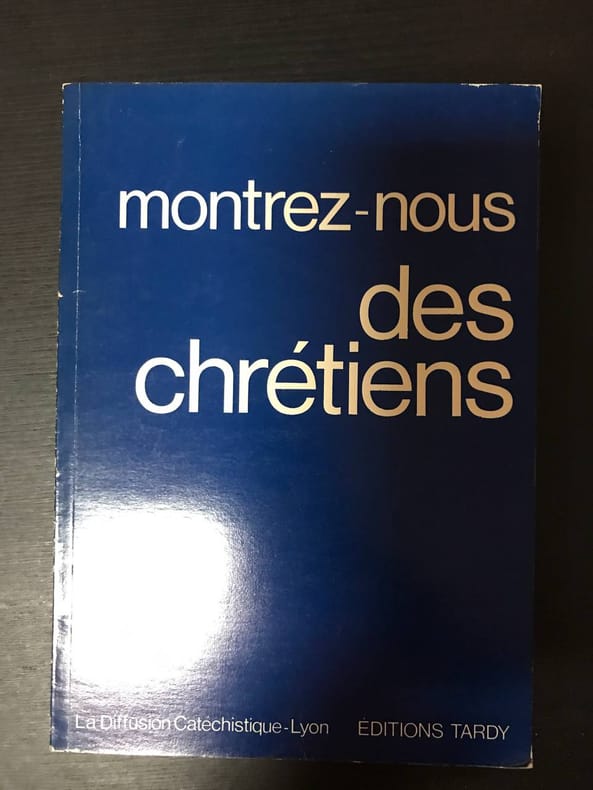 montrez-nous
des
chrétiens
La Diffusion Catéchistique-Lyon ÉDITIONS TARDY